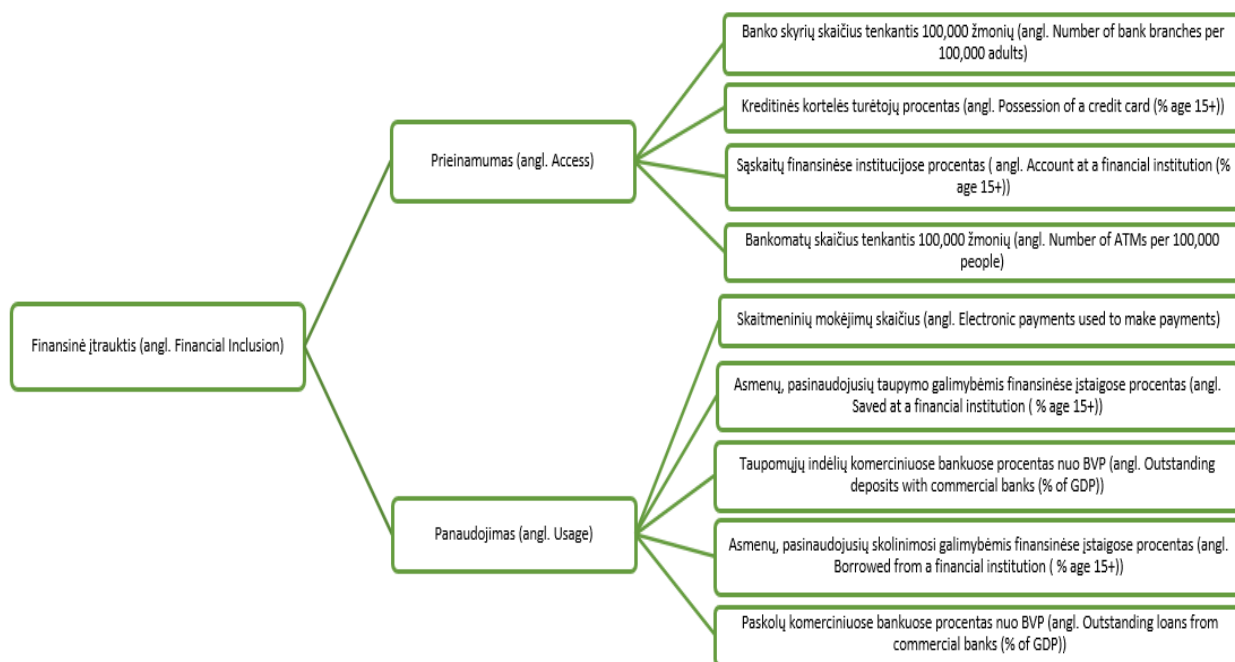 Banko skyrių skaičius tenkantis 100,000 žmonių (angl. Number of bank branches per
100,000 adults)
Kreditinės kortelės turėtojų procentas (angl. Possession of a credit card (% age 15+))
Prieinamumas (angl. Access)
Sąskaitų finansinėse institucijose procentas ( angl. Account at a financial institution (%
age 15+))
Bankomatų skaičius tenkantis 100,000 žmonių (angl. Number of ATMs per 100,000
people)
Finansinė įtrauktis (angl. Financial Inclusion)
Skaitmeninių mokėjimų skaičius (angl. Electronic payments used to make payments)
Asmenų, pasinaudojusių taupymo galimybėmis finansinėse įstaigose procentas (angl.
Saved at a financial institution ( % age 15+))
Taupomųjų indėlių komerciniuose bankuose procentas nuo BVP (angl. Outstanding
deposits with commercial banks (% of GDP))
Panaudojimas (angl. Usage)
Asmenų, pasinaudojusių skolinimosi galimybėmis finansinėse įstaigose procentas (angl.
Borrowed from a financial institution ( % age 15+))
Paskolų komerciniuose bankuose procentas nuo BVP (angl. Outstanding loans from
commercial banks (% of GDP))